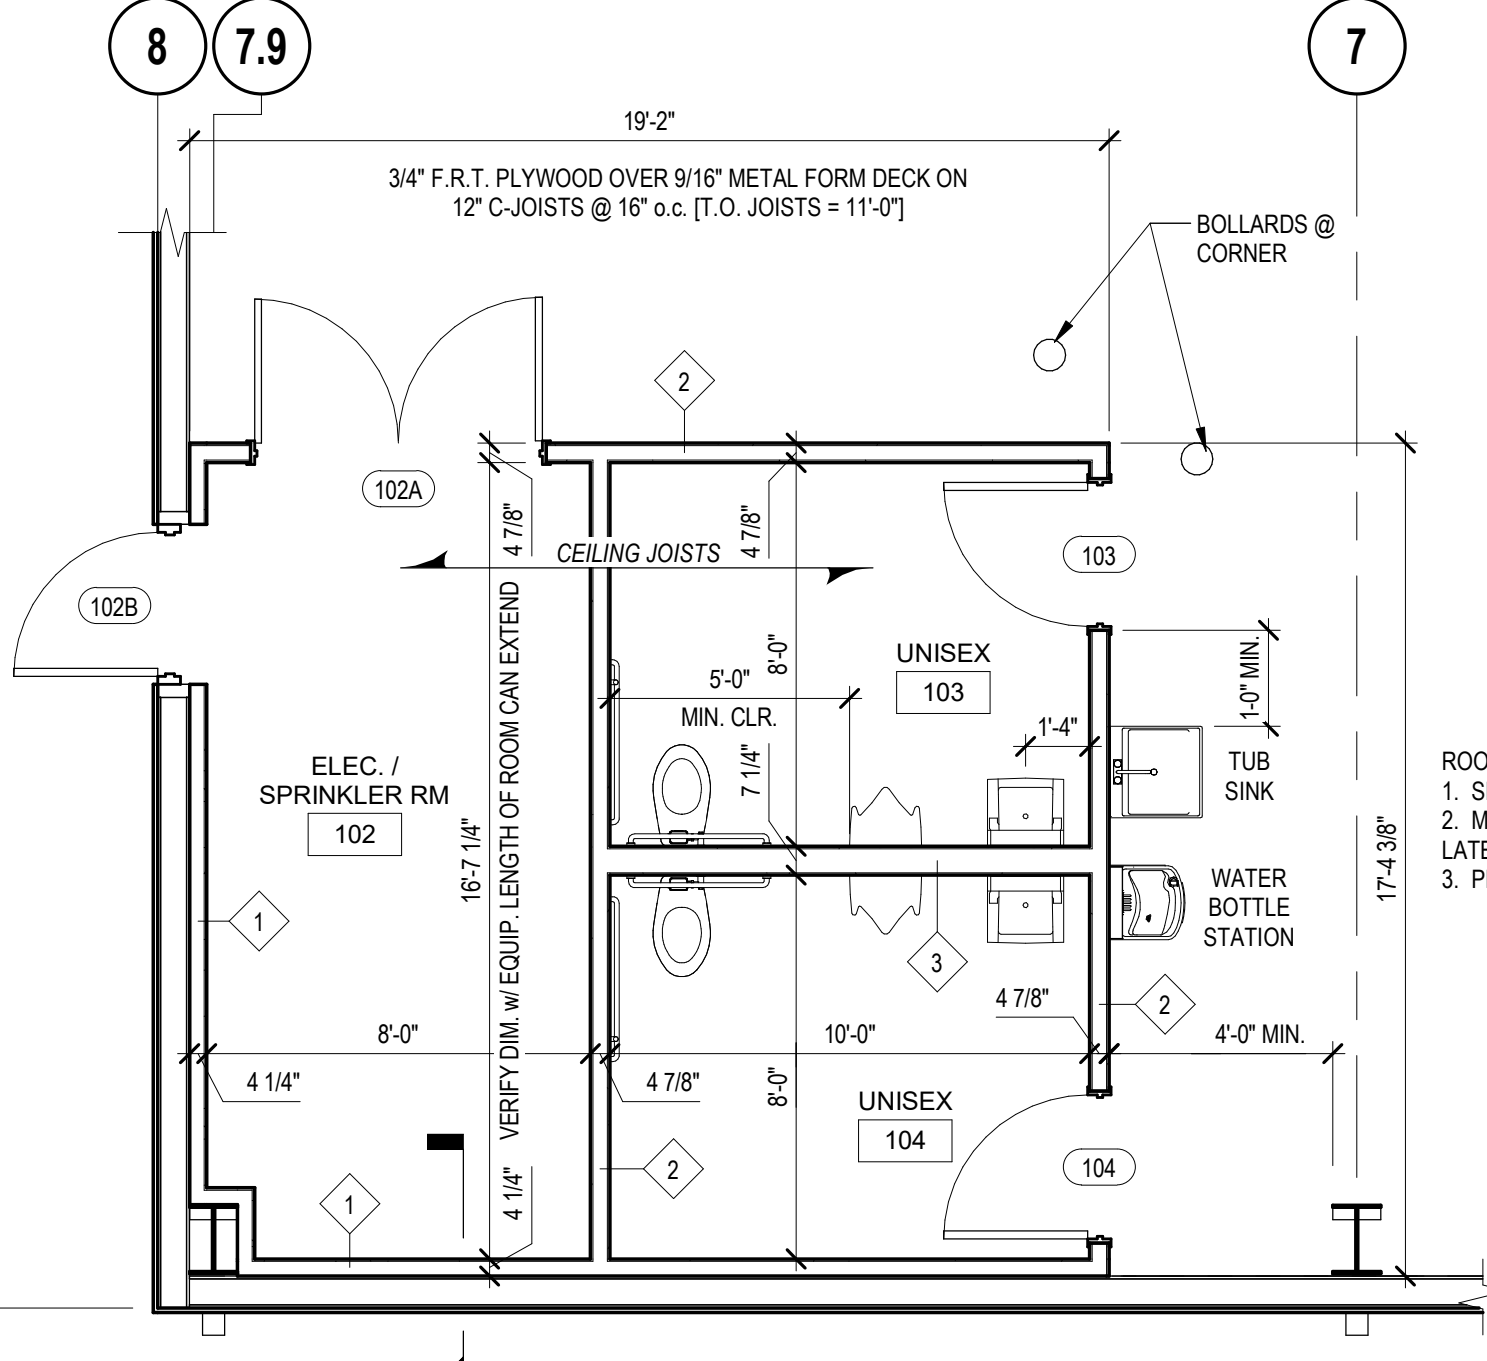 8
7.9
7
19'-2"
3/4" F.R.T. PLYWOOD OVER 9/16" METAL FORM DECK ON
12" C-JOISTS @ 16" o.c. [T.O. JOISTS = 11'-0"]
BOLLARDS @
CORNER
2
102A
4 7/8"
4 7/8"
CEILING JOISTS
103
102B
UNISEX
103
8'-0"
5'-0"
MIN. CLR.
1'-4"
1'-0" MIN.
7 1/4"
TUB
SINK
ELEC. /
SPRINKLER RM
102
16'-7 1/4"
VERIFY DIM. w/ EQUIP. LENGTH OF ROOM CAN EXTEND
17'-4 3/8"
1.
2. M
3.
WATER
BOTTLE
STATION
1
3
4 7/8"
2
8'-0"
10'-0"
4'-0" MIN.
4 1/4"
4 7/8"
8'-0"
UNISEX
104
104
2
1
4 1/4"